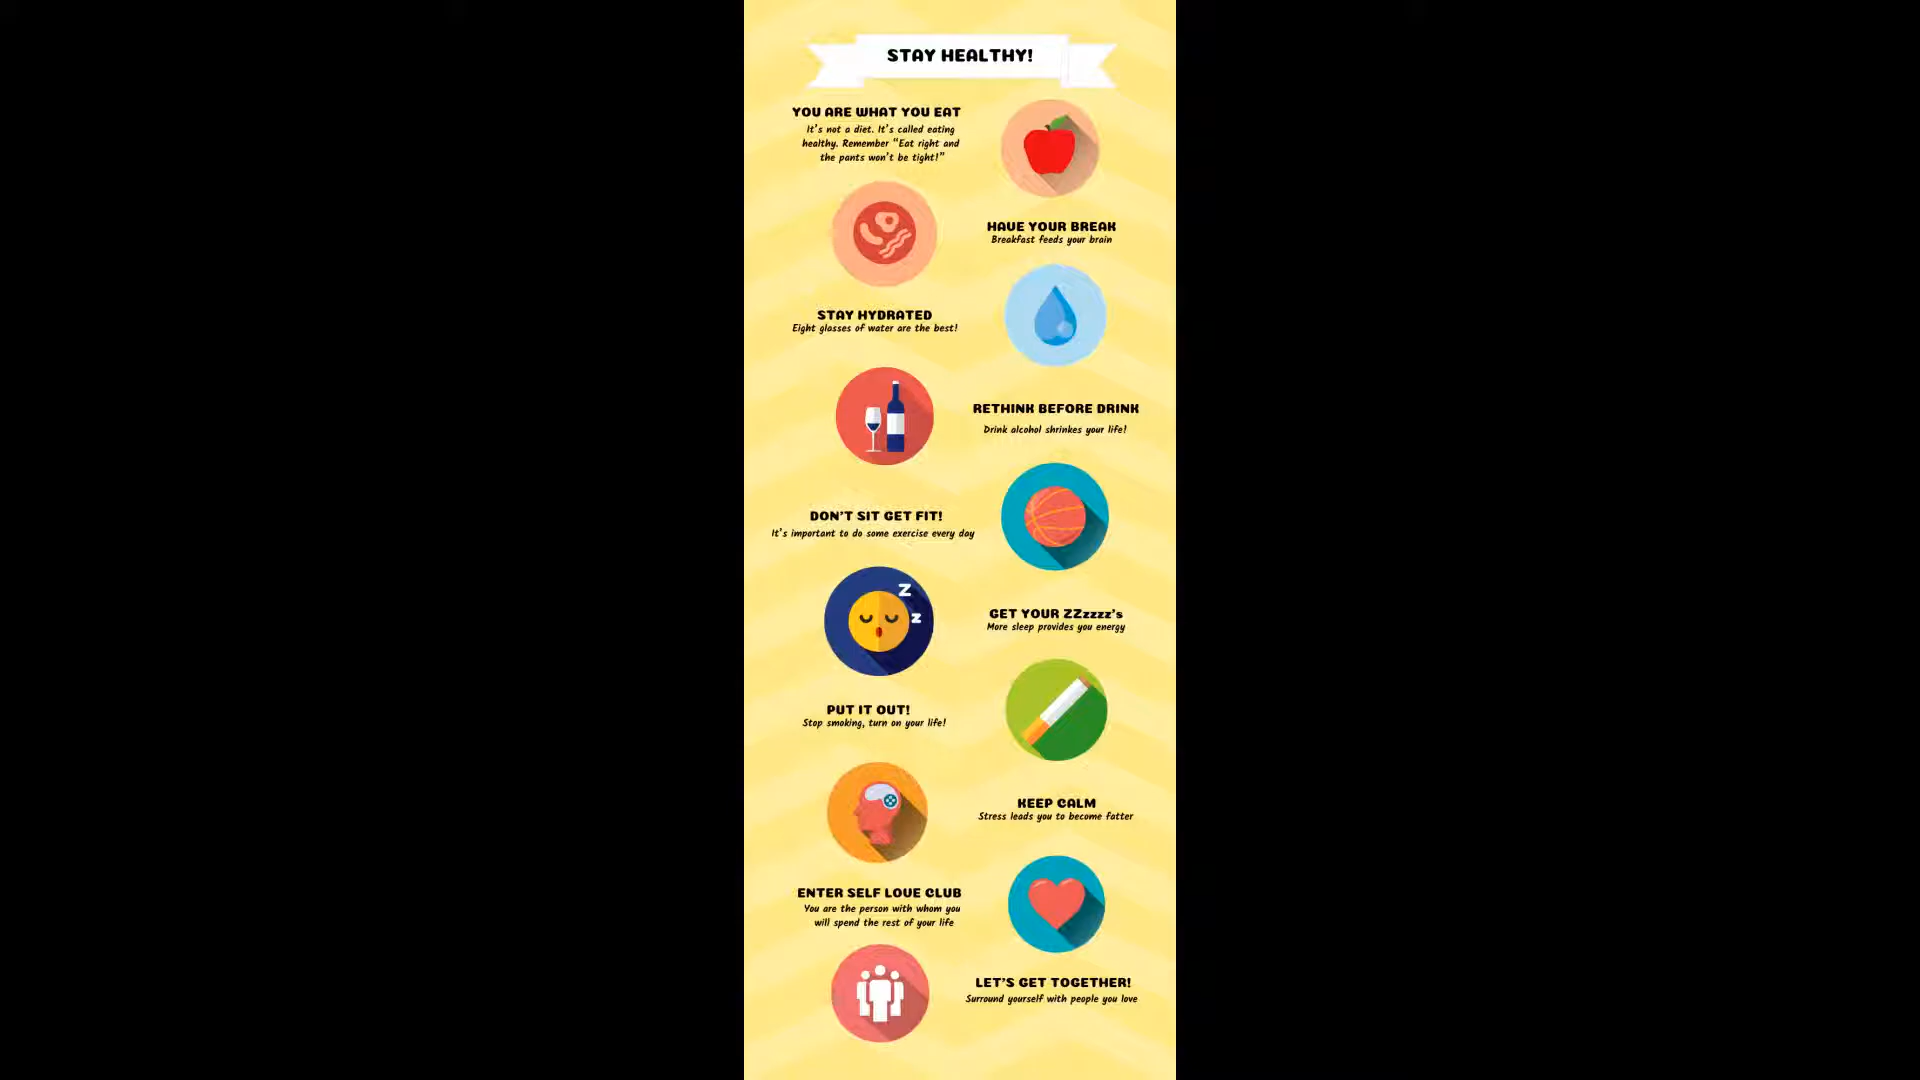 STAY HEALTHY!
YOU ARE WHAT YOU EAT
It's not a diet. It's called eating
healthy. Remember "Eat right and
the pants won't be tight!"
HAVE YOUR BREAK
Breakfast feeds your brain
STAY HYDRATED
Eight glasses of water are the best!
RETHINK BEFORE DRINK
Drink alcohol shrinkes your life!
DON'T SIT GET FIT!
It's important to do some exercise every day
Z
z
GET YOUR ZZzzzz's
More sleep provides you energy
PUT IT OUT!
Stop smoking, turn on your life!
KEEP CALM
Stress leads you to become fatter
ENTER SELF LOVE CLUB
You are the person with whom you
will spend the rest of your life
LET'S GET TOGETHER!
Surround yourself with people you love